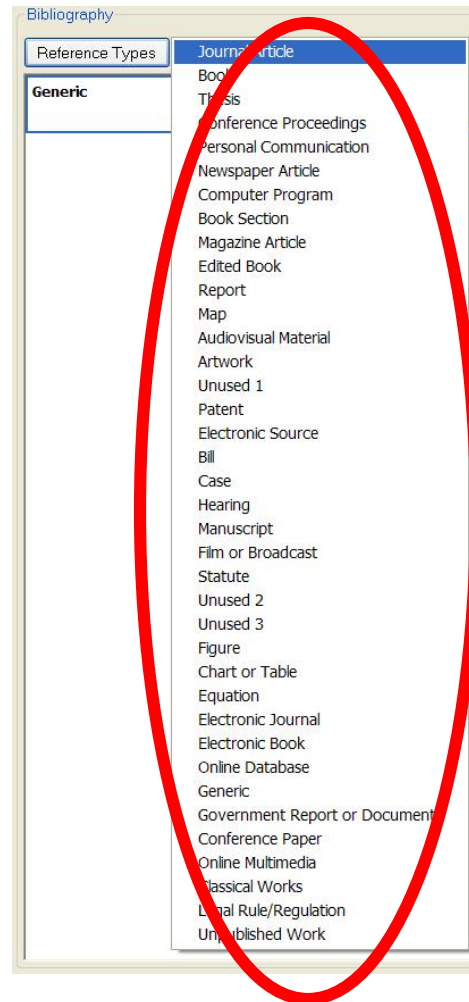 Bibliography
Reference Types
Generic
Journal Article
Book
Thesis
Conference Proceedings
Personal Communication
Newspaper Article
Computer Program
Book Section
Magazine Article
Edited Book
Report
Map
Audiovisual Material
Artwork
Unused 1
Patent
Electronic Source
Bill
Case
Hearing
Manuscript
Film or Broadcast
Statute
Unused 2
Unused 3
Figure
Chart or Table
Equation
Electronic Journal
Electronic Book
Online Database
Generic
Government Report or Document
Conference Paper
Online Multimedia
Classical Works
Legal Rule/Regulation
Unpublished Work